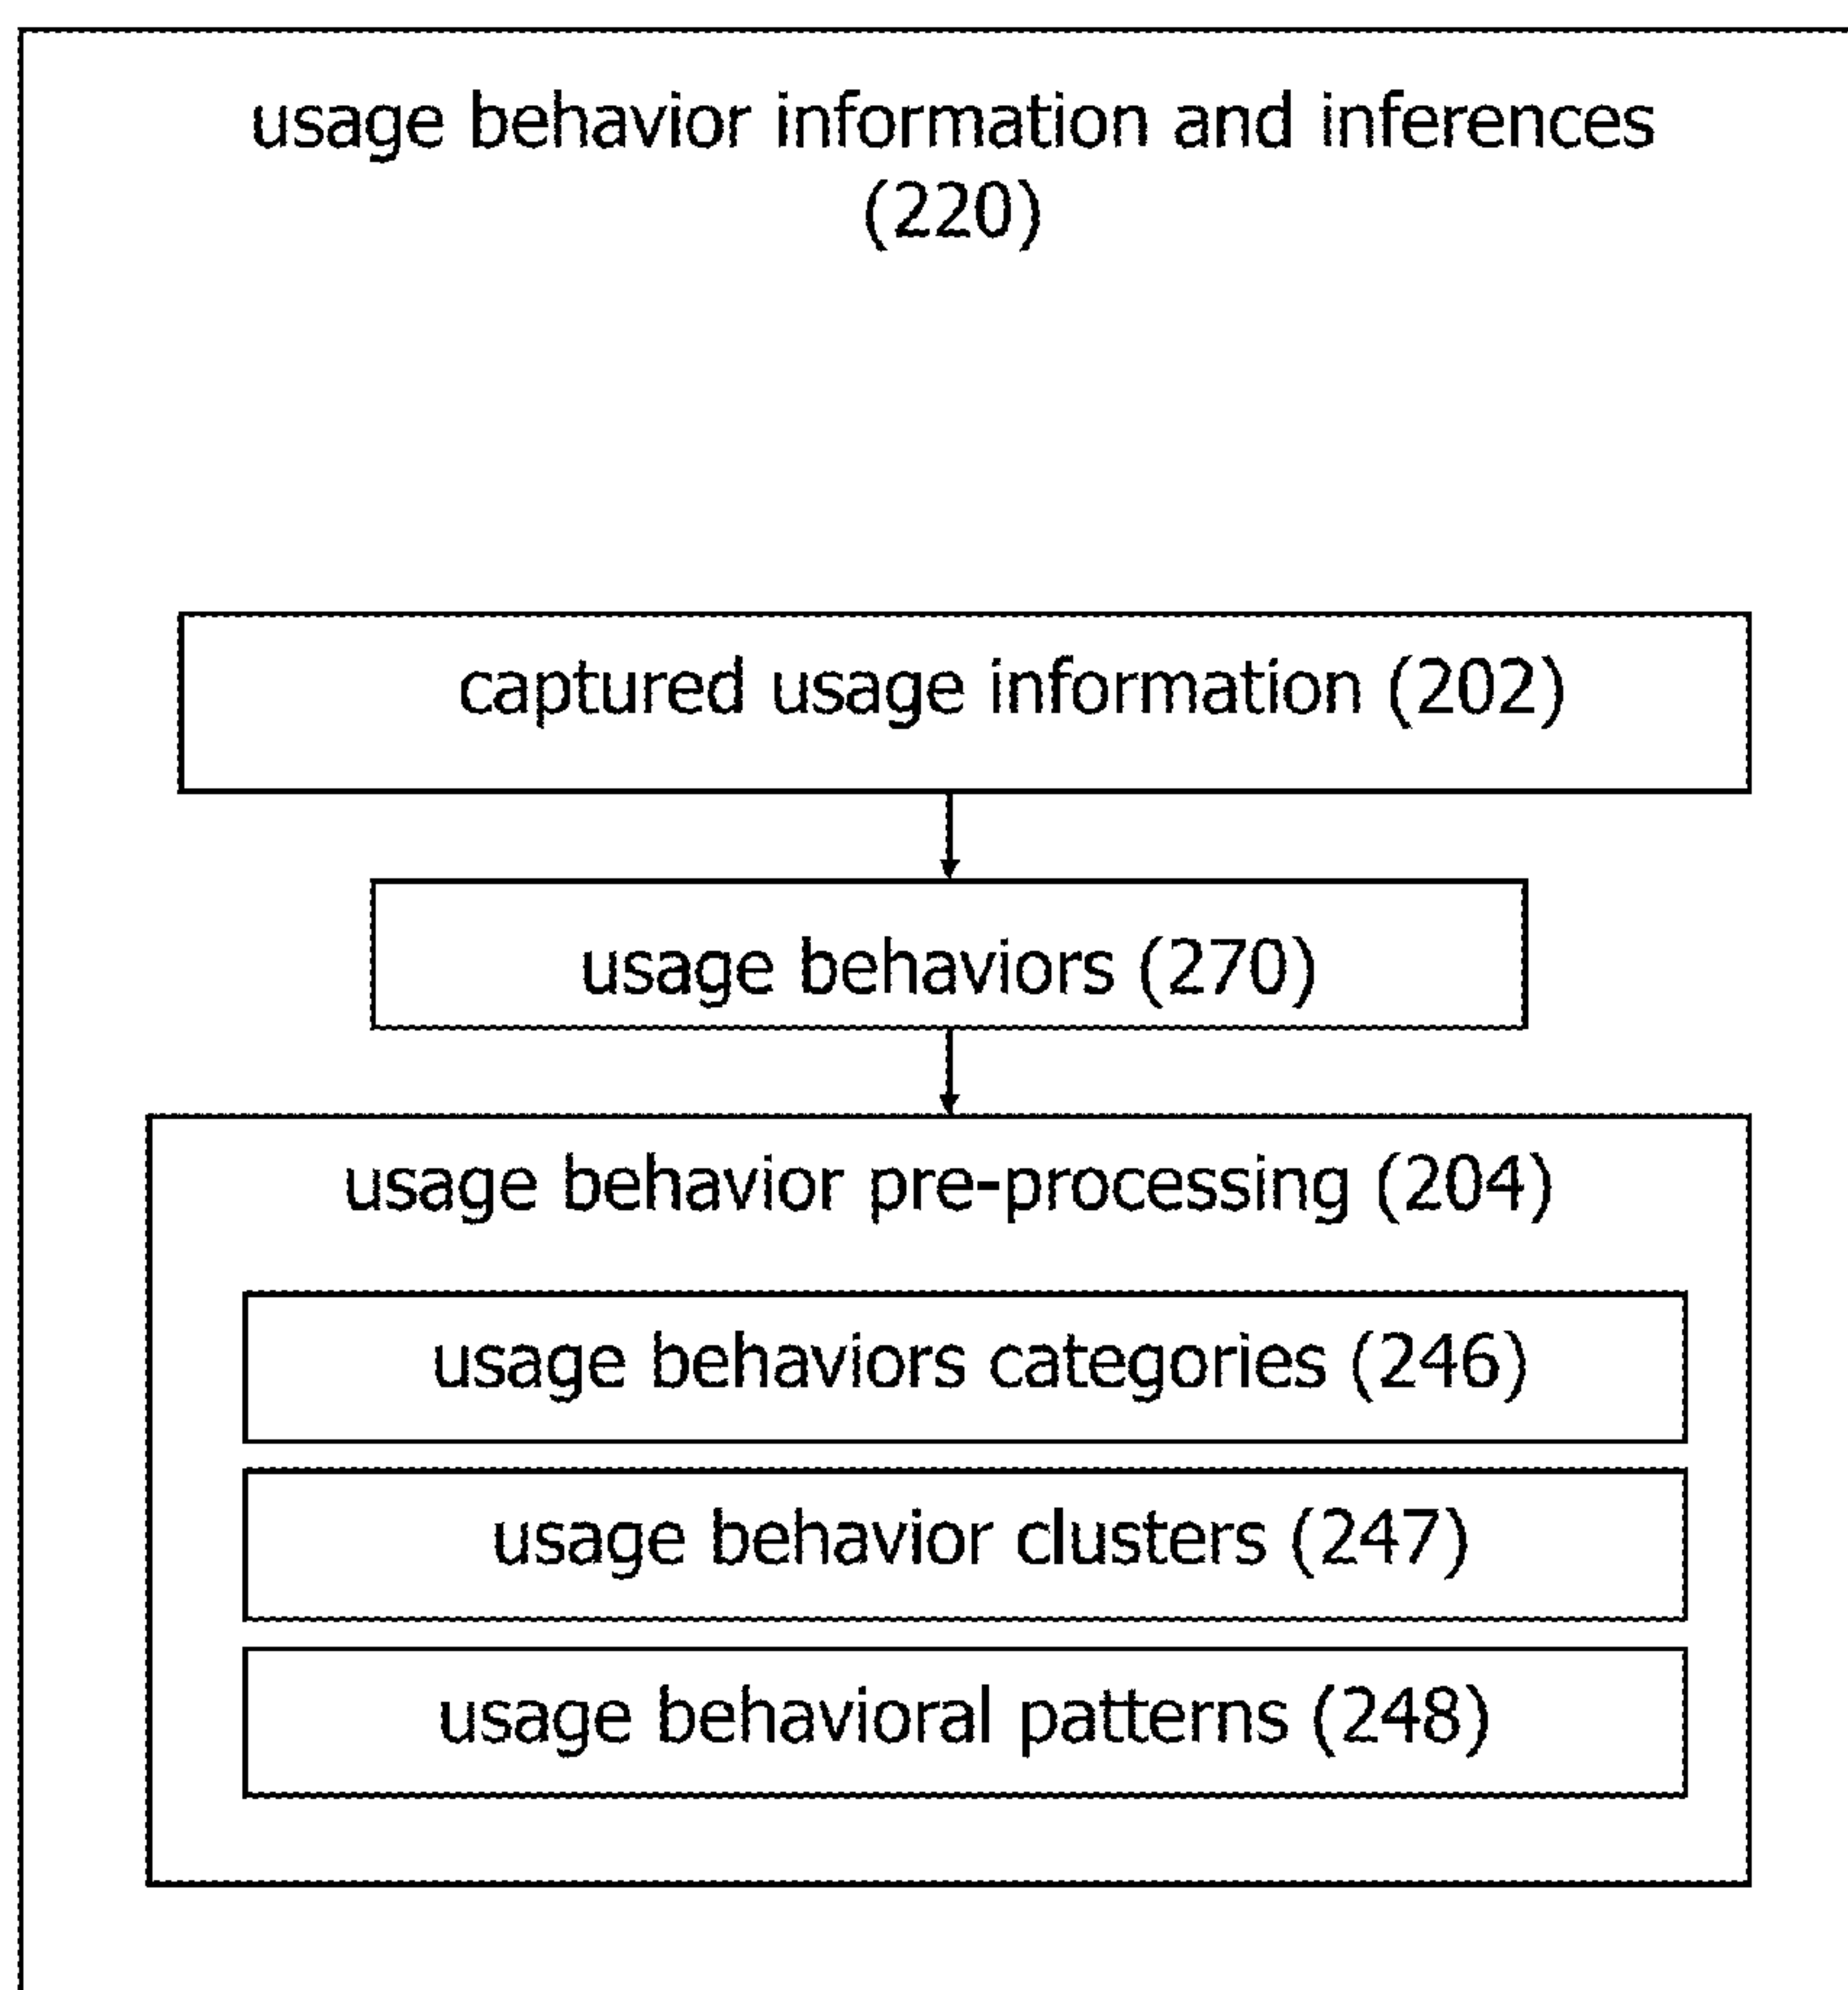 usage behavior information and inferences
(220)
captured usage information (202)
usage behaviors (270)
usage behavior pre-processing (204)
usage behaviors categories (246)
usage behavior clusters (247)
usage behavioral patterns (248)